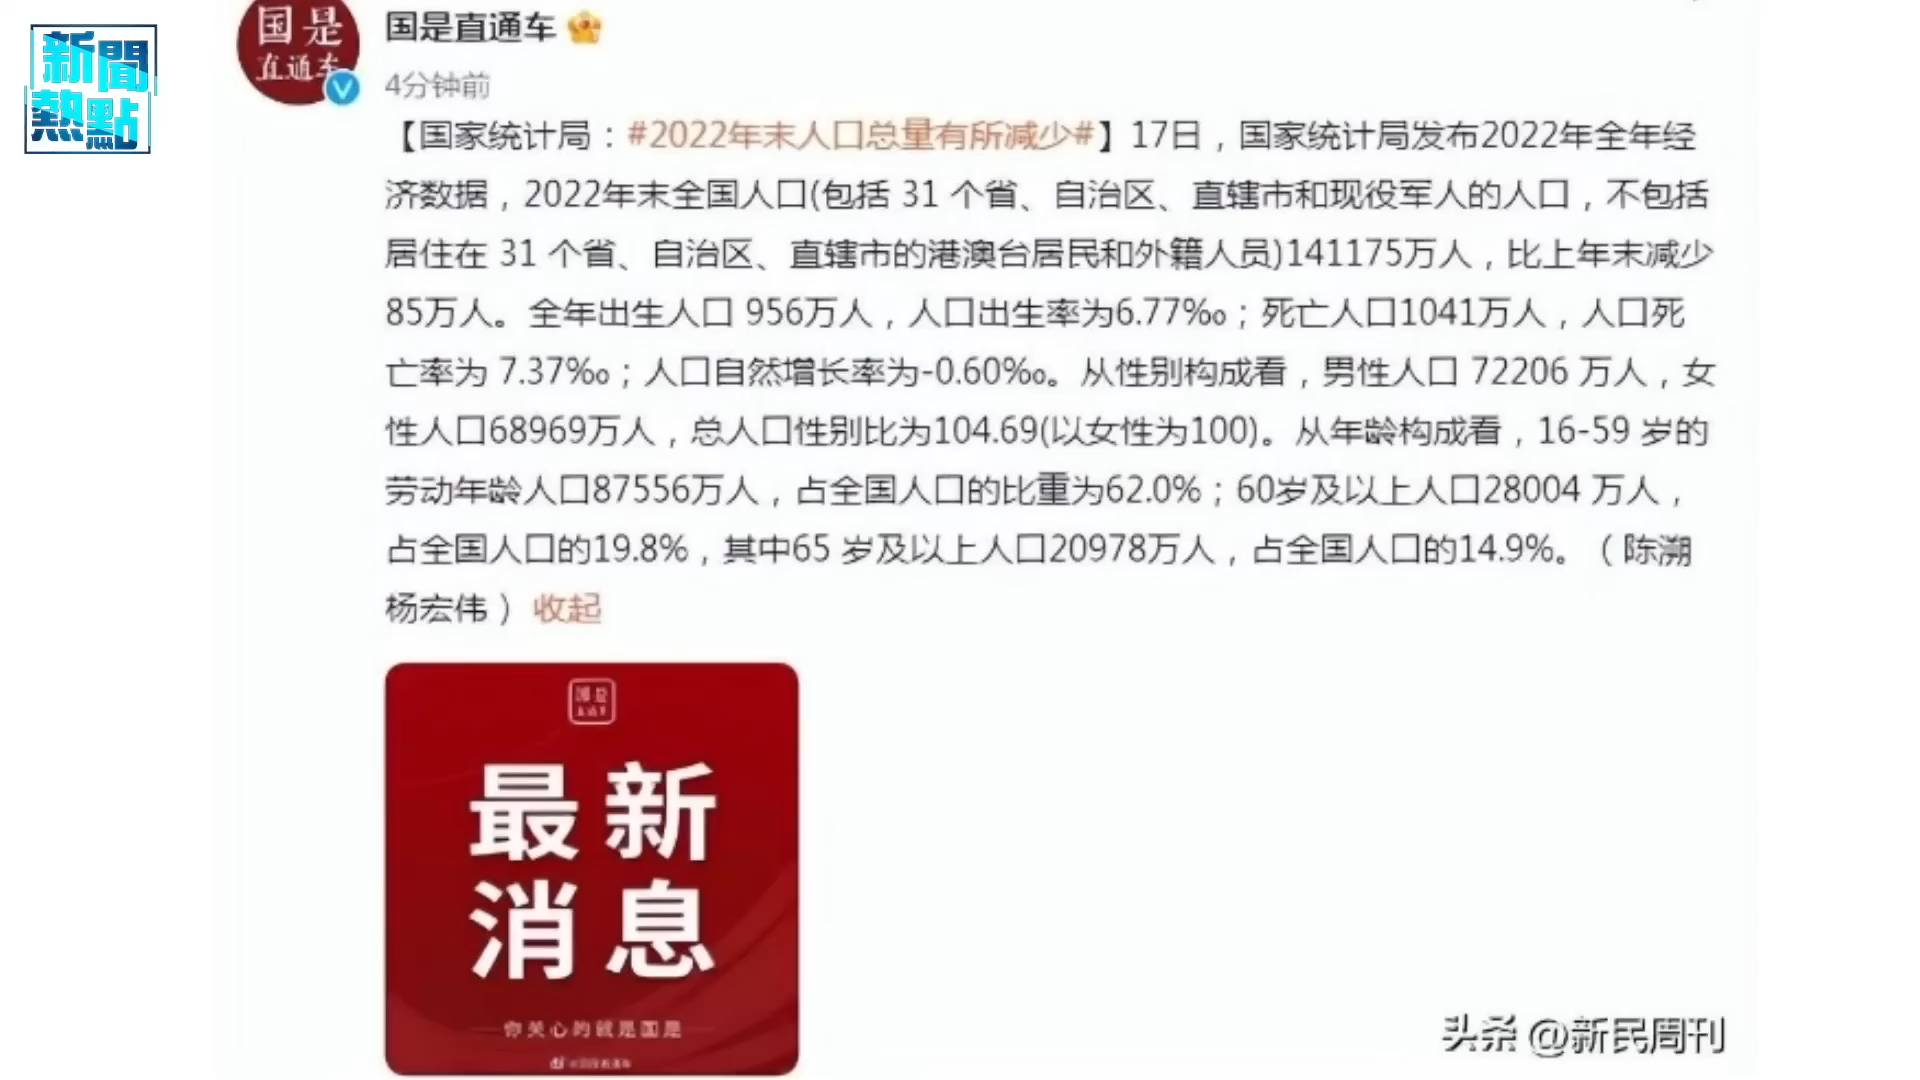 新聞
熱點
国是
直通车
国是直通车
4分钟前
【国家统计局：#2022年末人口总量有所减少#】17日，国家统计局发布2022年全年经
济数据，2022年末全国人口(包括 31 个省、自治区、直辖市和现役军人的人口，不包括
居住在 31 个省、自治区、直辖市的港澳台居民和外籍人员)141175万人，比上年末减少
85万人。全年出生人口 956万人，人口出生率为6.77‰；死亡人口1041万人，人口死
亡率为 7.37‰；人口自然增长率为-0.60‰。从性别构成看，男性人口 72206 万人，女
性人口68969万人，总人口性别比为104.69(以女性为100)。从年龄构成看，16-59 岁的
劳动年龄人口87556万人，占全国人口的比重为62.0%；60岁及以上人口28004 万人，
占全国人口的19.8%，其中65 岁及以上人口20978万人，占全国人口的14.9%。（ 陈溯
杨宏伟 ） 收起
国是
直通车
最新
消息
你关心的就是国是
头条 @新民周刊